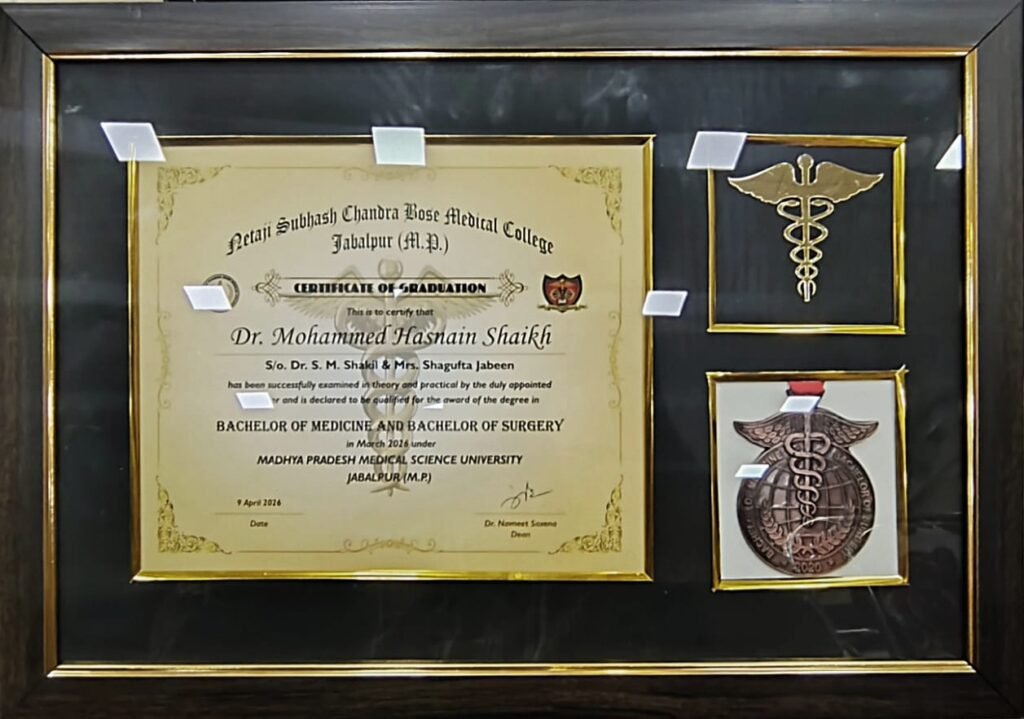 Netaji Subhash Chandra Bose Medical College
Jabalpur (M.P.)
CERTIFICATE OF GRADUATION
This is to certify that
Dr. Mohammed Hasnain Shaikh
S/o. Dr. S. M. Shakil & Mrs. Shagufta Jabeen
has been successfully examined in theory and practical by the duly appointed
and is declared to be qualified for the award of the degree in
BACHELOR OF MEDICINE AND BACHELOR OF SURGERY
in March 2026 under
MADHYA PRADESH MEDICAL SCIENCE UNIVERSITY
JABALPUR (M.P.)
9 April 2026
Date
Dr. Navneet Saxena
Dean
2020